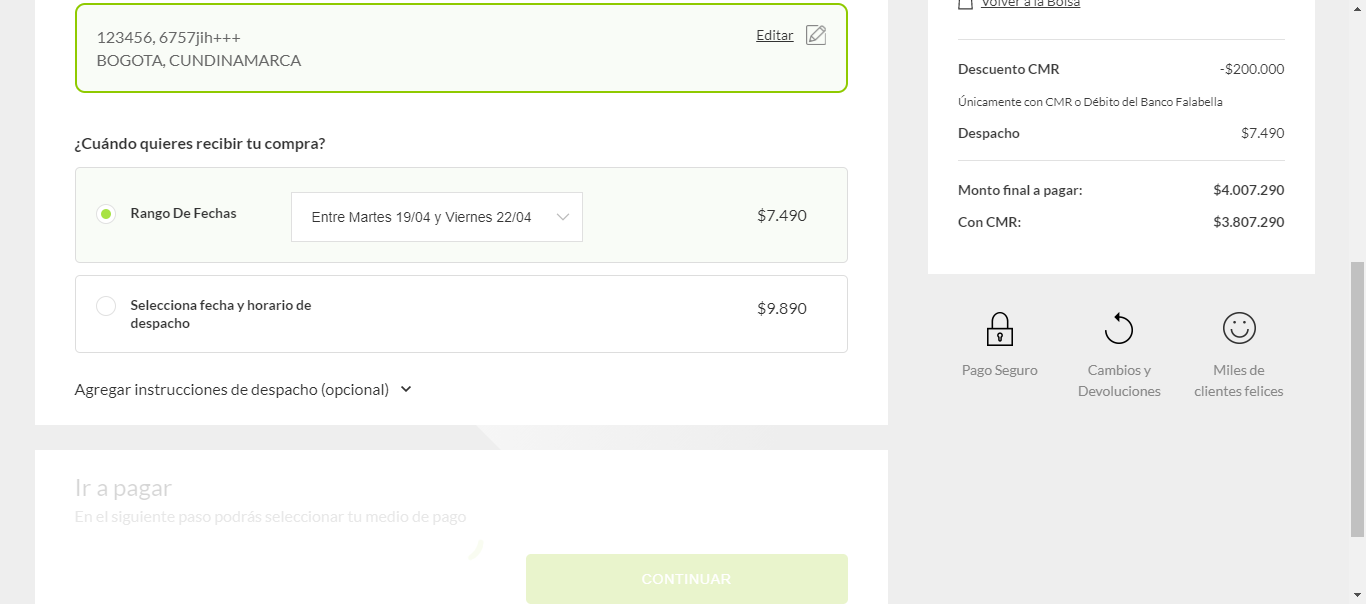 123456, 6757jih+++
Editar
BOGOTA, CUNDINAMARCA
¿Cuándo quieres recibir tu compra?
Rango De Fechas
Entre Martes 19/04 y Viernes 22/04
$7.490
Selecciona fecha y horario de
despacho
$9.890
Agregar instrucciones de despacho (opcional)
Ir a pagar
En el siguiente paso podrás seleccionar tu medio de pago
CONTINUAR
Volver a la Bolsa
Descuento CMR -$200.000
Únicamente con CMR o Débito del Banco Falabella
Despacho $7.490
Monto final a pagar: $4.007.290
Con CMR: $3.807.290
Pago Seguro
Cambios y
Devoluciones
Miles de
clientes felices